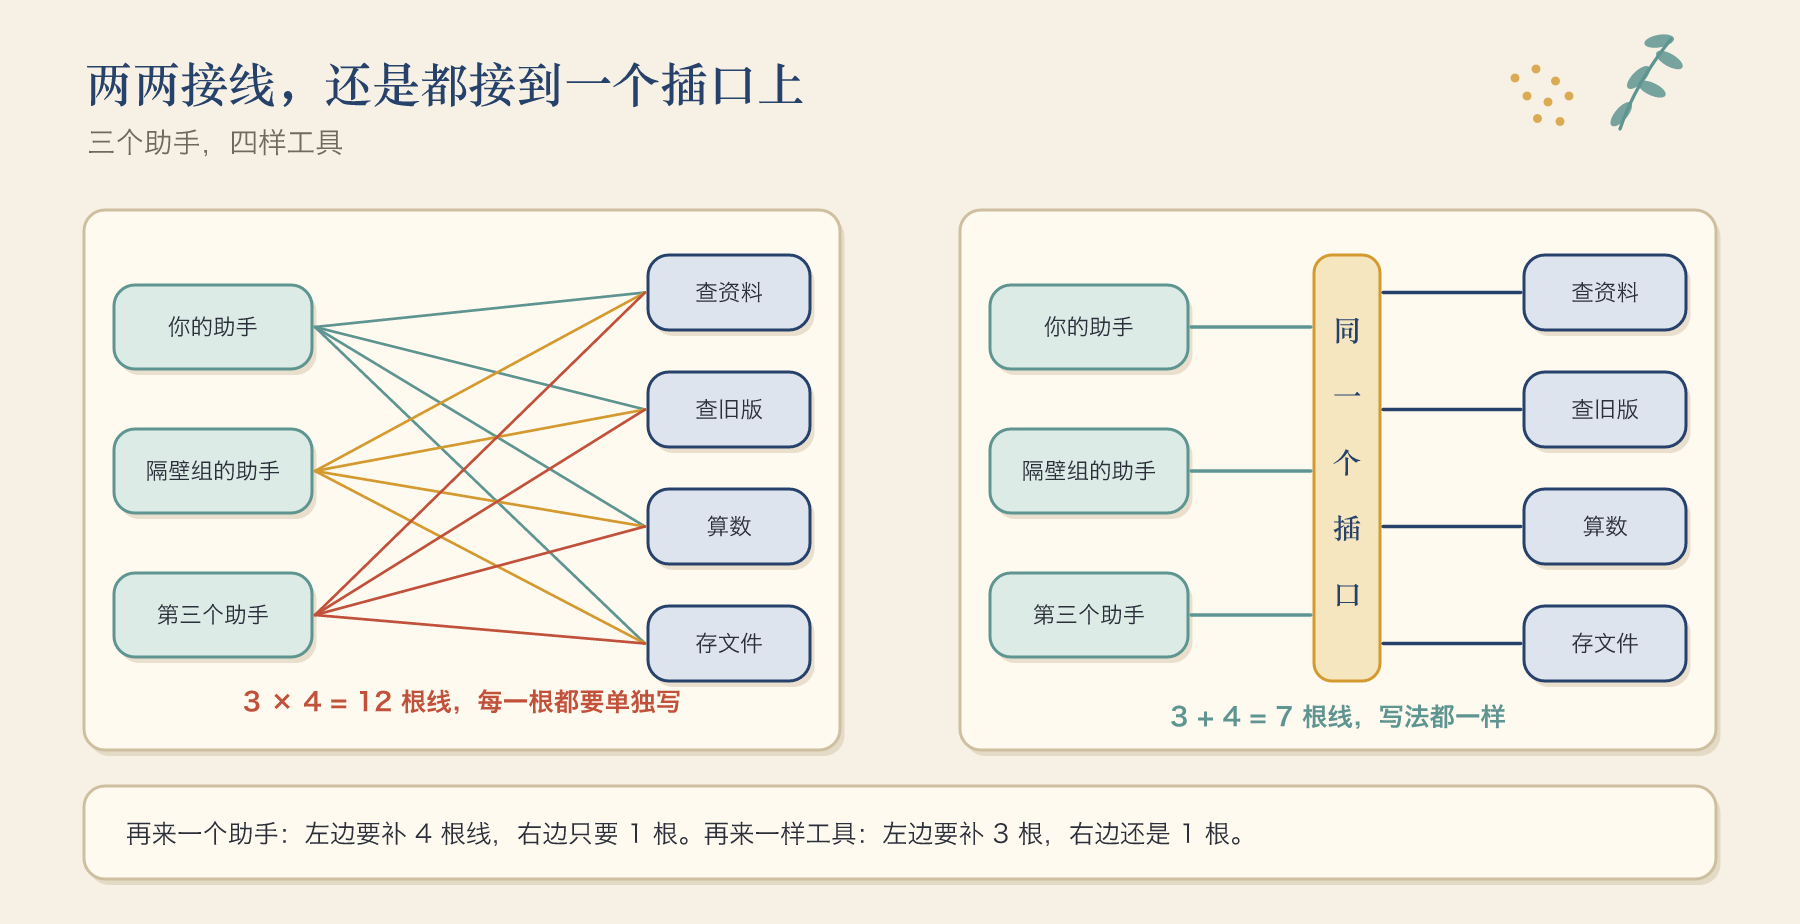 两两接线，还是都接到一个插口上
三个助手，四样工具
你的助手
隔壁组的助手
第三个助手
查资料
查旧版
算数
存文件
3 × 4 = 12 根线，每一根都要单独写
你的助手
隔壁组的助手
第三个助手
同一个插口
查资料
查旧版
算数
存文件
3 + 4 = 7 根线，写法都一样
再来一个助手：左边要补 4 根线，右边只要 1 根。再来一样工具：左边要补 3 根，右边还是 1 根。